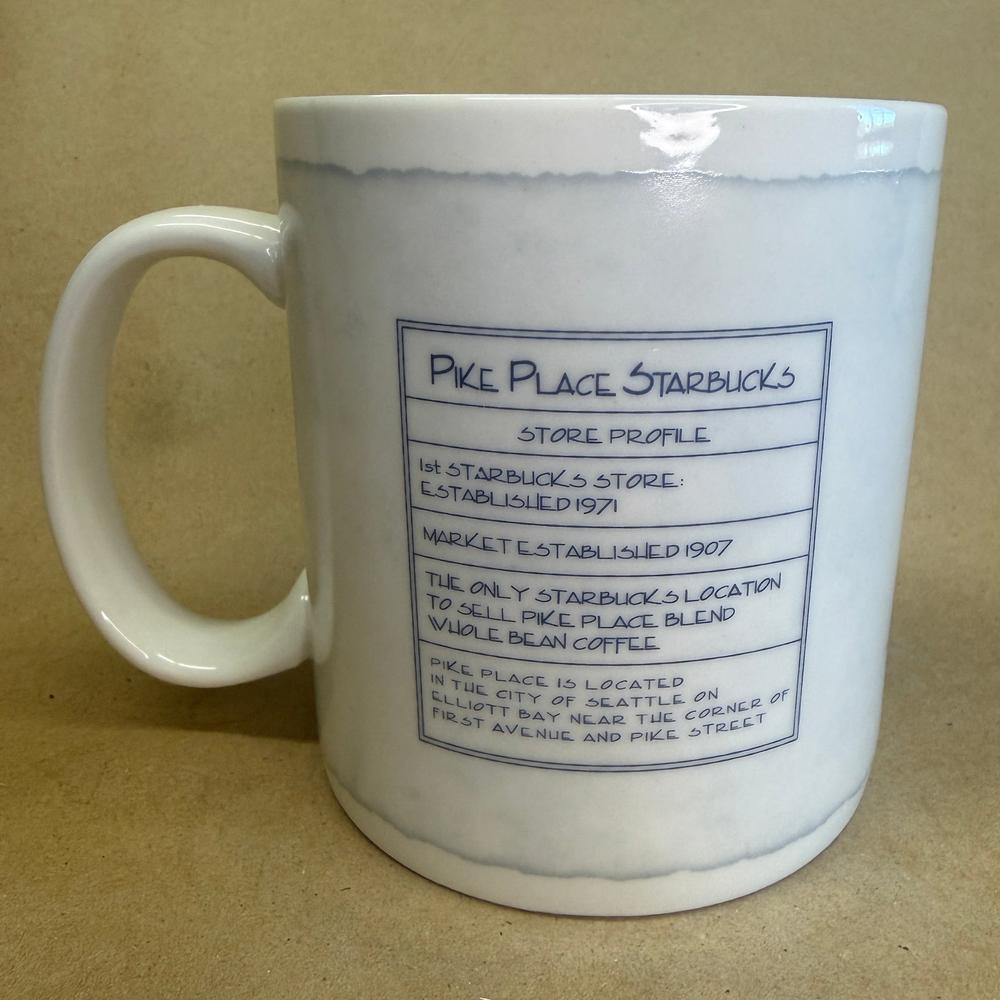 PIKE PLACE STARBUCKS
STORE PROFILE
1st STARBUCKS STORE:
ESTABLISHED 1971
MARKET ESTABLISHED 1907
THE ONLY STARBUCKS LOCATION
TO SELL PIKE PLACE BLEND
WHOLE BEAN COFFEE
PIKE PLACE IS LOCATED
IN THE CITY OF SEATTLE ON
ELLIOTT BAY NEAR THE CORNER OF
FIRST AVENUE AND PIKE STREET